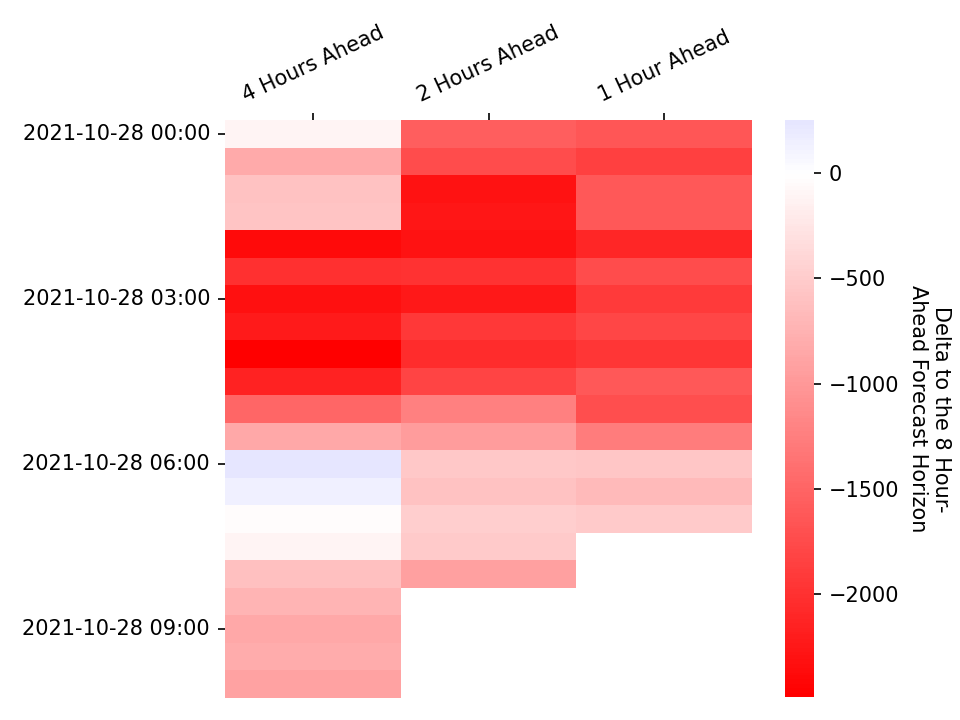 4 Hours Ahead
2 Hours Ahead
1 Hour Ahead
2021-10-28 00:00
2021-10-28 03:00
2021-10-28 06:00
2021-10-28 09:00
0
−500
−1000
−1500
−2000
Delta to the 8 Hour-
Ahead Forecast Horizon